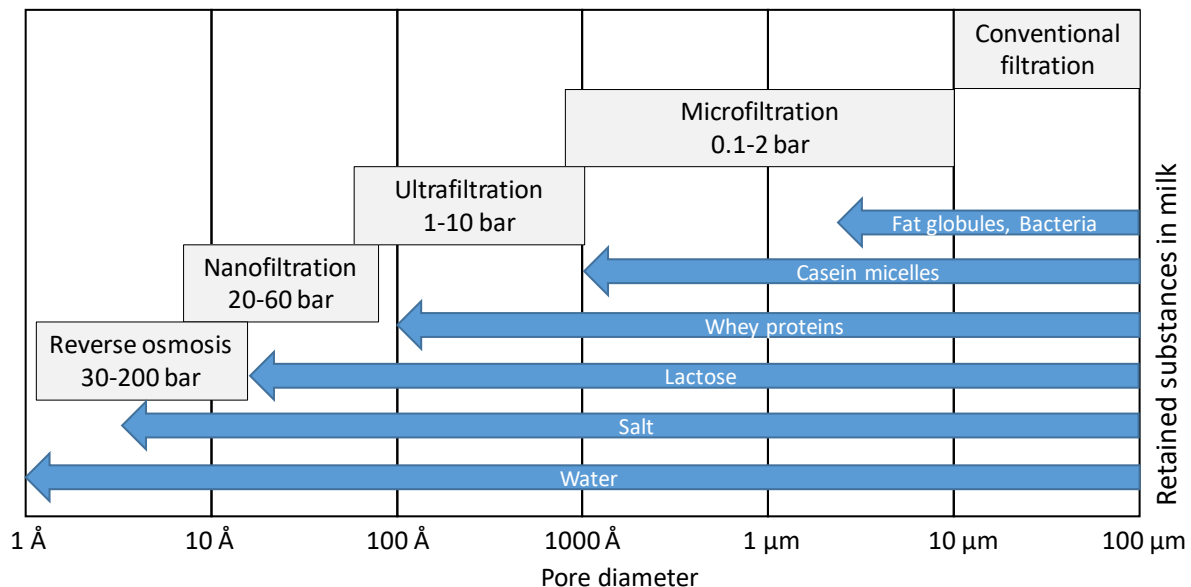 Conventional
filtration
Microfiltration
0.1-2 bar
Ultrafiltration
1-10 bar
Fat globules, Bacteria
Nanofiltration
20-60 bar
Casein micelles
Whey proteins
Reverse osmosis
30-200 bar
Lactose
Salt
Water
Retained substances in milk
1 Å 10 Å 100 Å 1000 Å 1 µm 10 µm 100 µm
Pore diameter